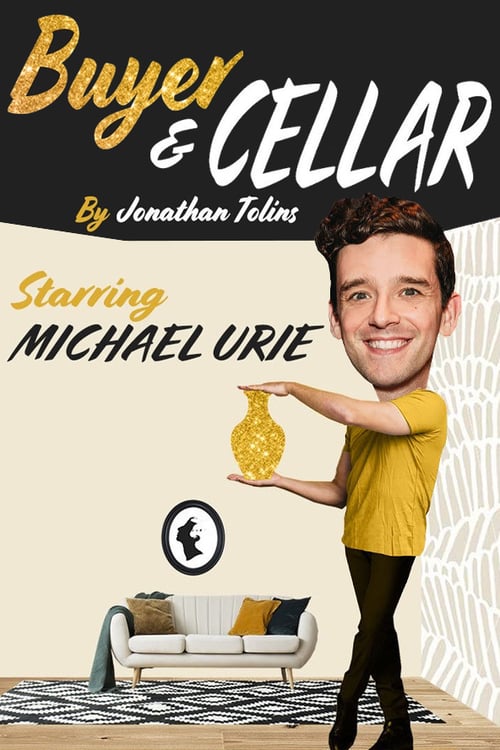 Buyer
& CELLAR
By Jonathan Tolins
Starring
MICHAEL URIE